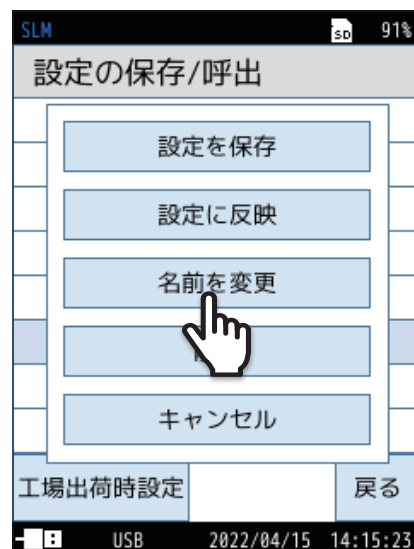 SLM SD 91%
設定の保存/呼出
設定を保存
設定に反映
名前を変更
キャンセル
工場出荷時設定 戻る
USB 2022/04/15 14:15:23